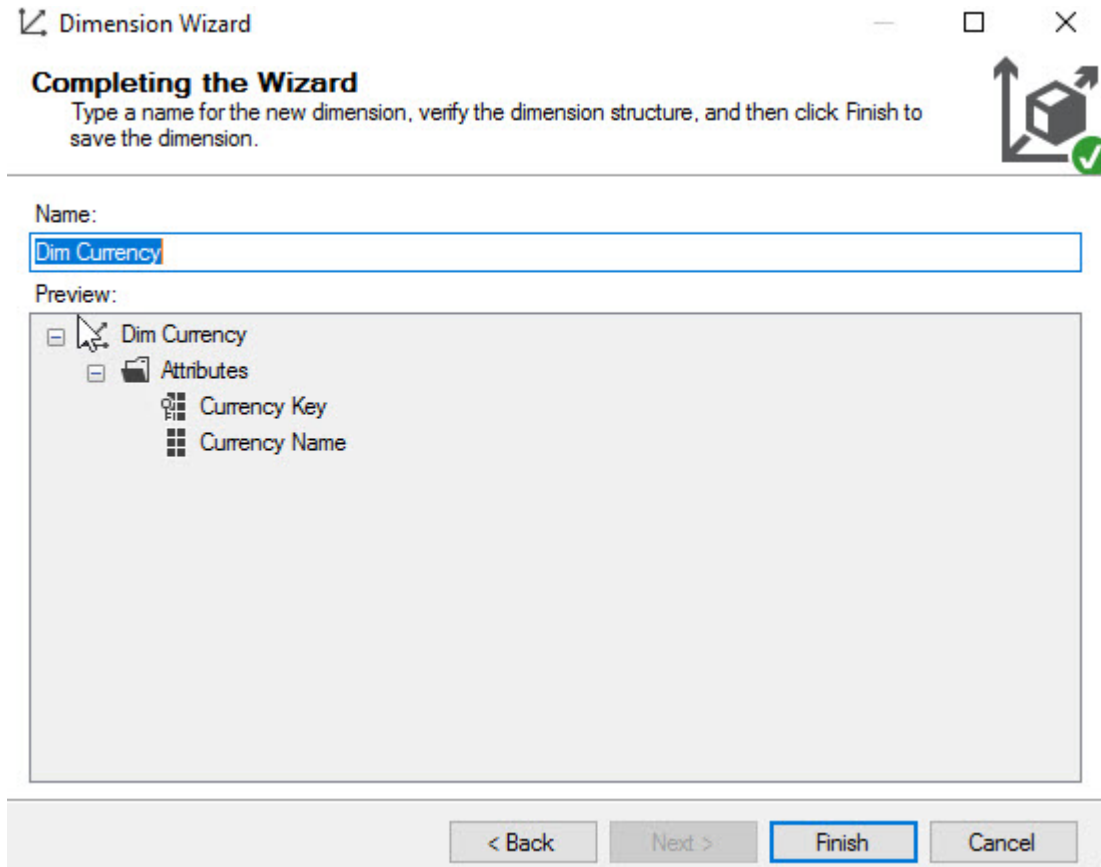 Dimension Wizard
Completing the Wizard
Type a name for the new dimension, verify the dimension structure, and then click Finish to
save the dimension.
Name:
Dim Currency
Preview:
Dim Currency
Attributes
Currency Key
Currency Name
< Back
Next >
Finish
Cancel